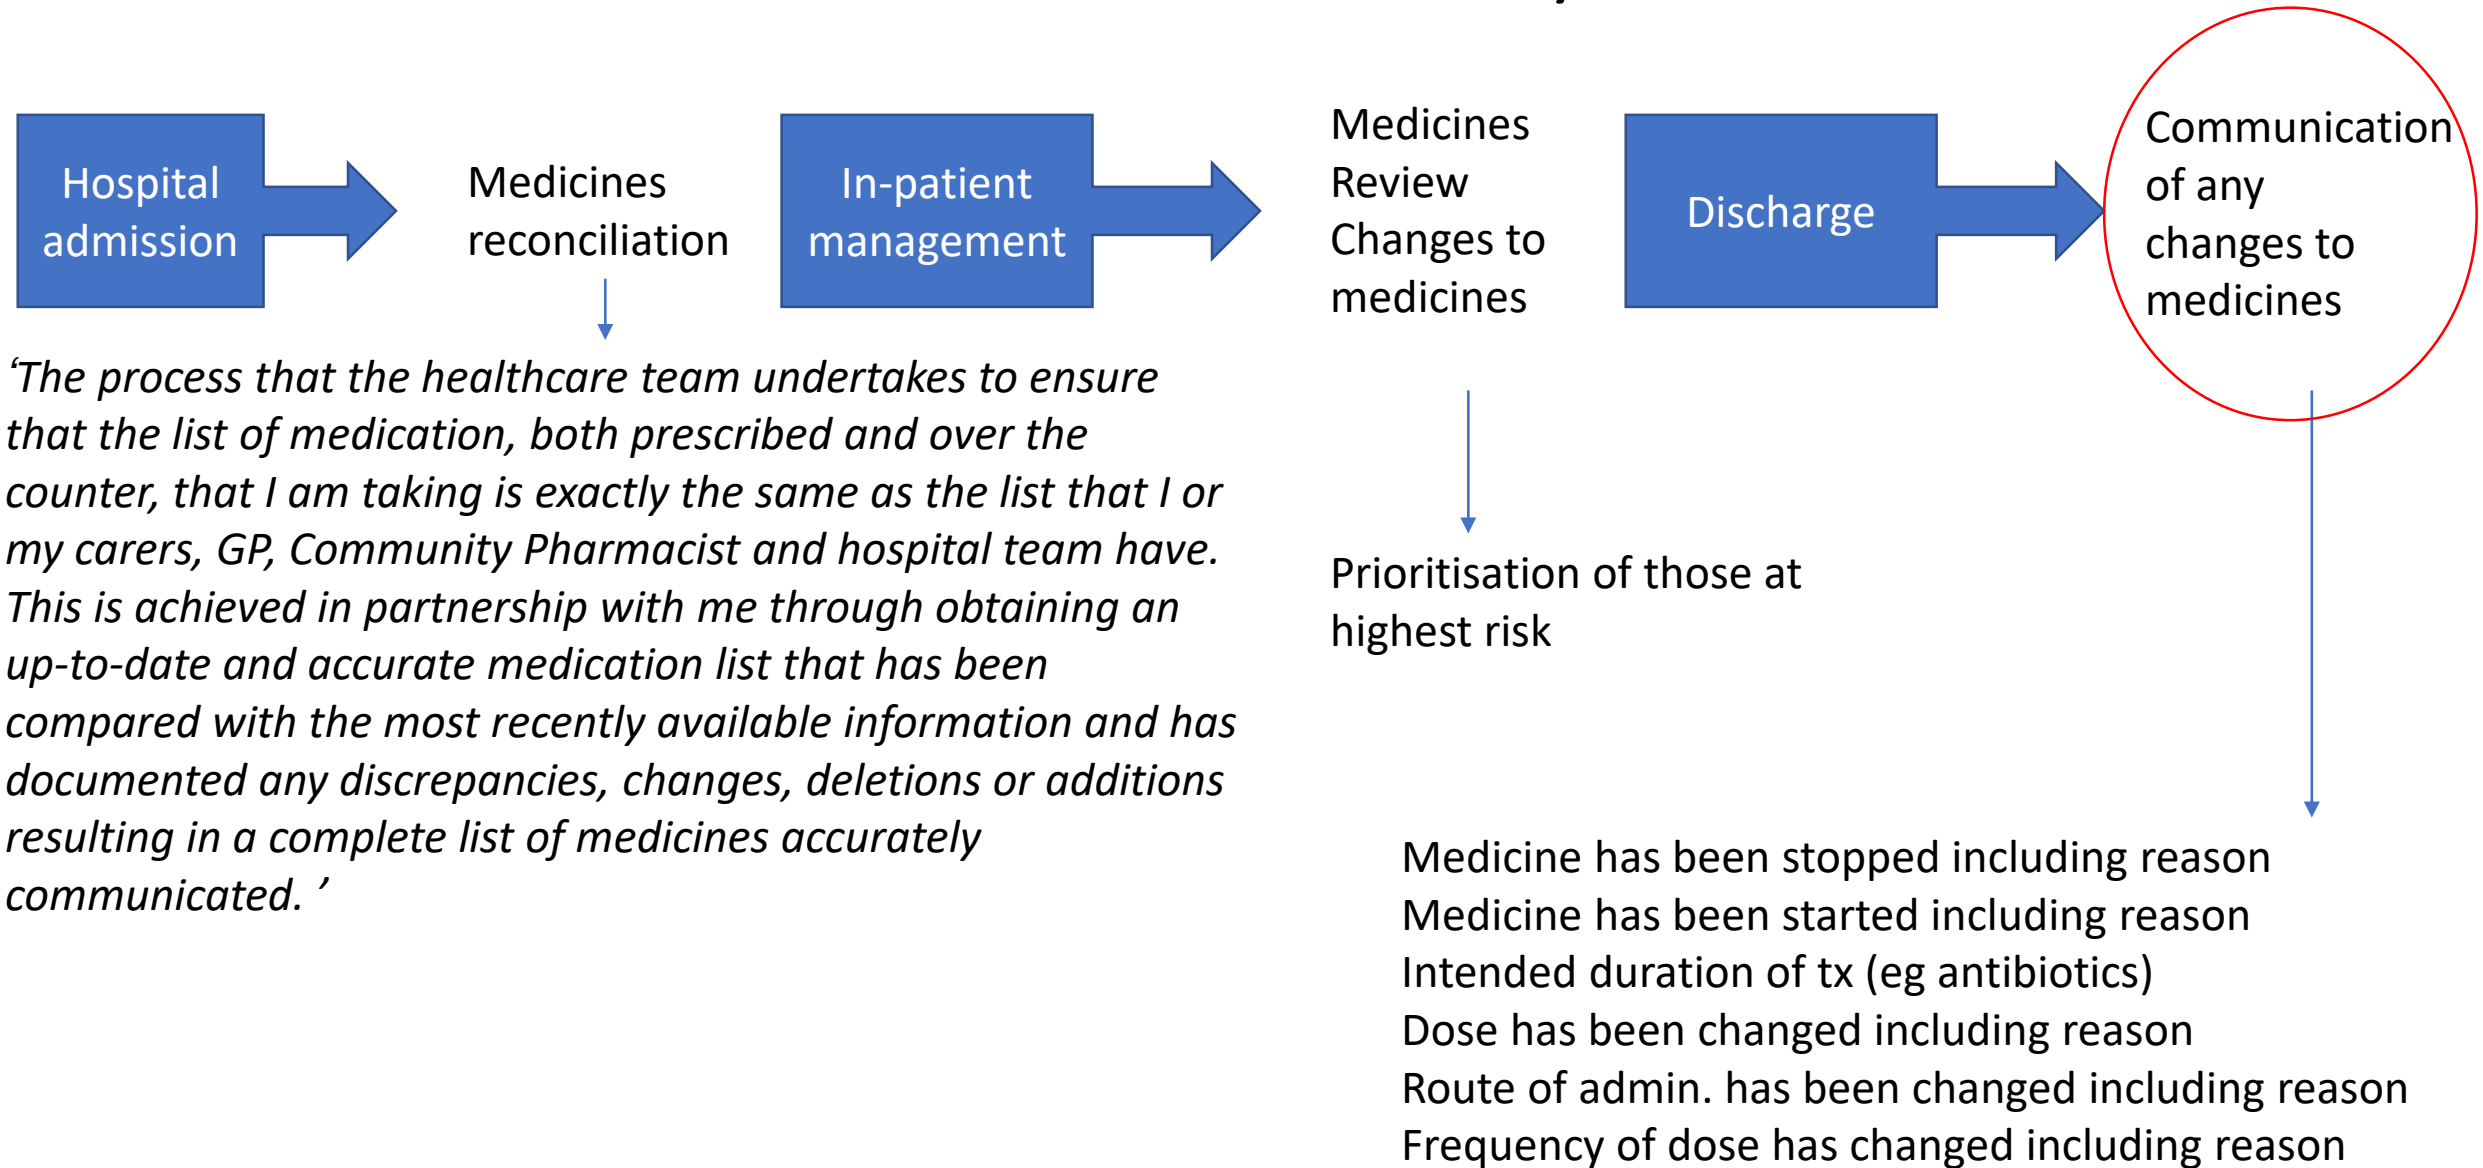 Hospital
admission
Medicines
reconciliation
In-patient
management
Medicines
Review
Changes to
medicines
Discharge
Communication
of any
changes to
medicines
‘The process that the healthcare team undertakes to ensure
that the list of medication, both prescribed and over the
counter, that I am taking is exactly the same as the list that I or
my carers, GP, Community Pharmacist and hospital team have.
This is achieved in partnership with me through obtaining an
up-to-date and accurate medication list that has been
compared with the most recently available information and has
documented any discrepancies, changes, deletions or additions
resulting in a complete list of medicines accurately
communicated. ’
Prioritisation of those at
highest risk
Medicine has been stopped including reason
Medicine has been started including reason
Intended duration of tx (eg antibiotics)
Dose has been changed including reason
Route of admin. has been changed including reason
Frequency of dose has changed including reason